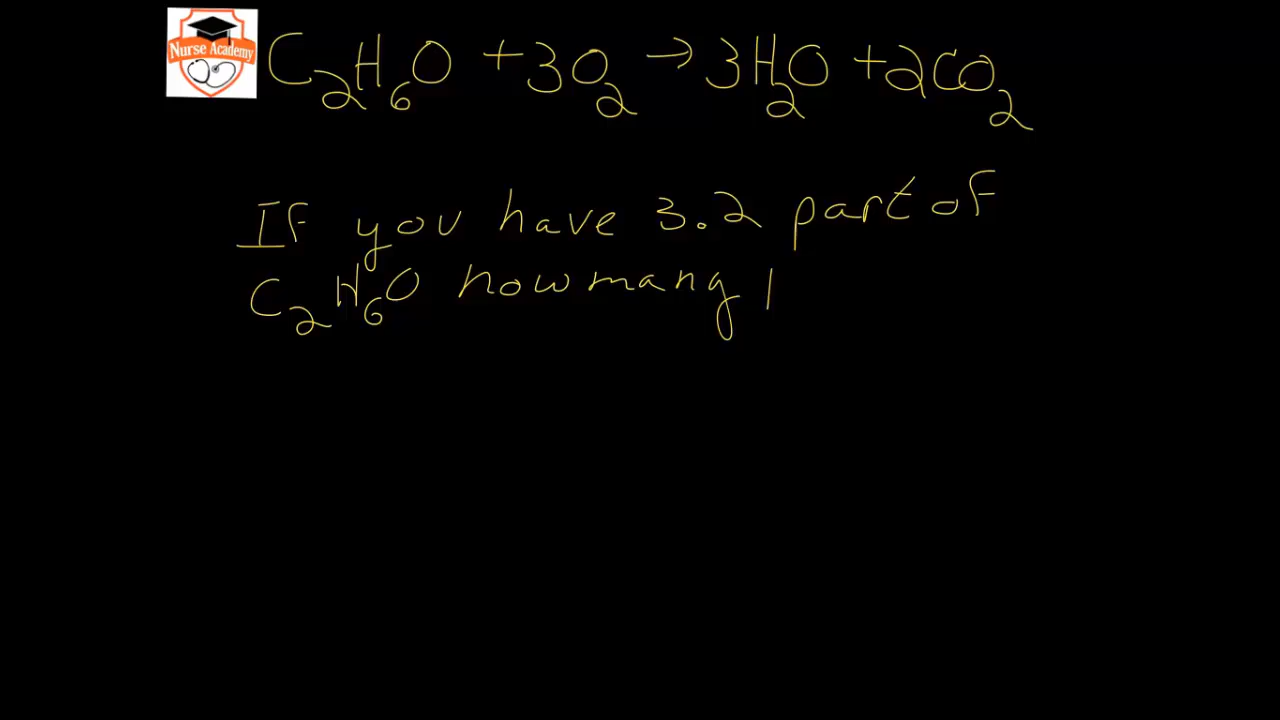 Nurse Academy
C₂H₆O + 3O₂ → 3H₂O + 2CO₂
If you have 3.2 part of
C₂H₆O how many